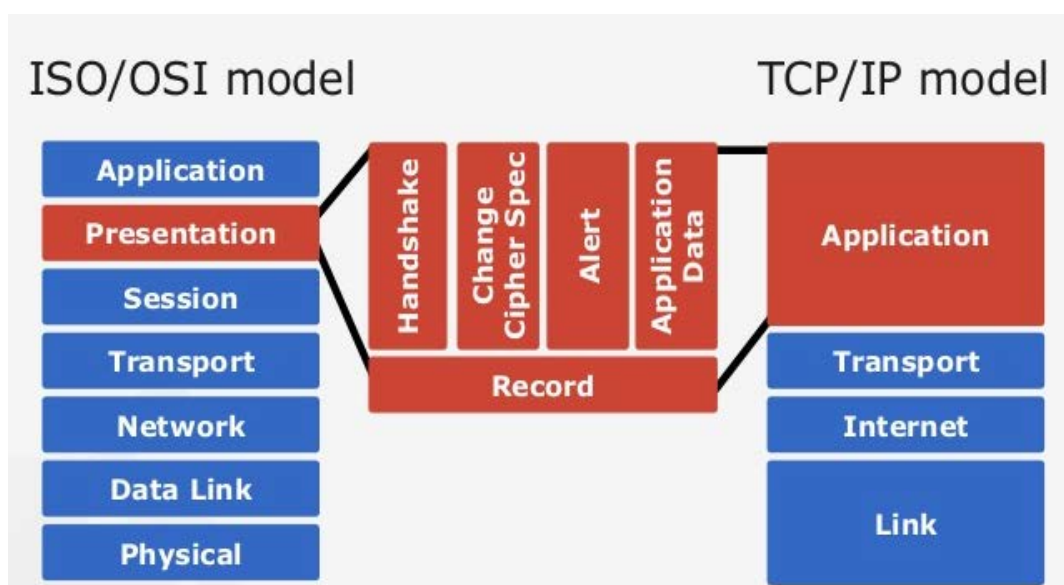 ISO/OSI model
TCP/IP model
Application
Presentation
Session
Transport
Network
Data Link
Physical
Handshake
Change
Cipher Spec
Alert
Application
Data
Record
Application
Transport
Internet
Link